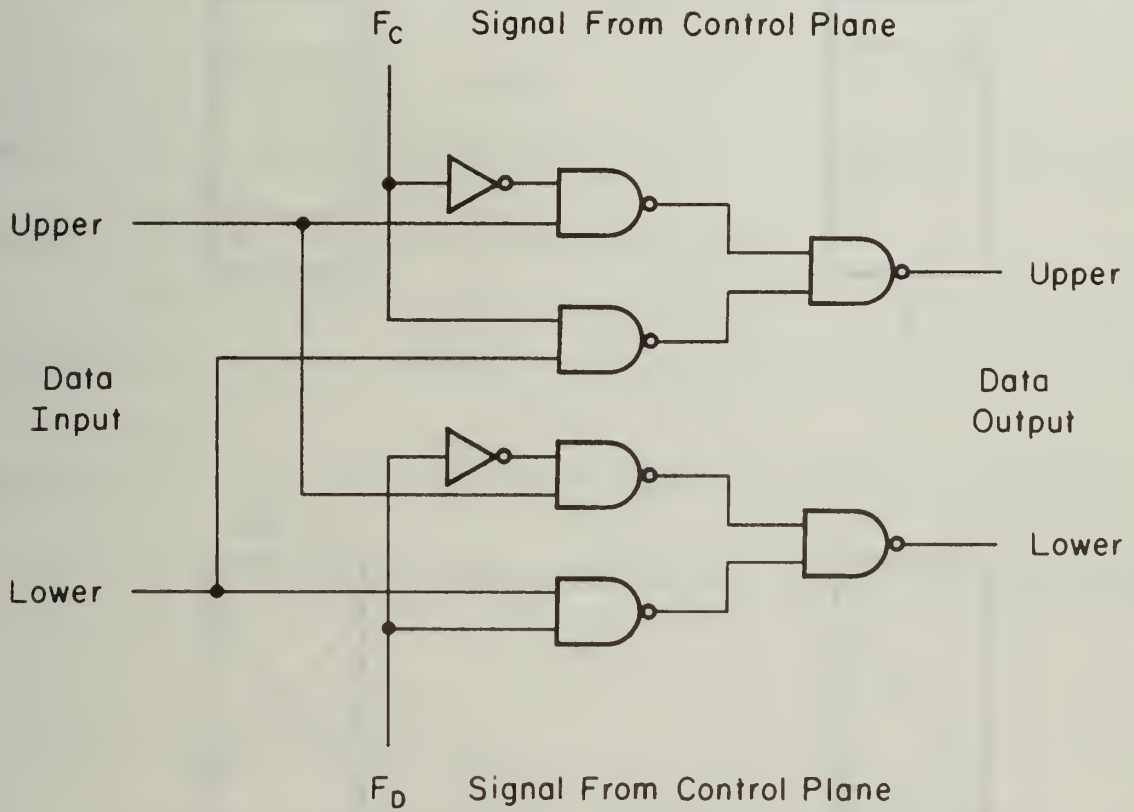 F_C Signal From Control Plane
Upper
Upper
Data
Input
Data
Output
Lower
Lower
F_D Signal From Control Plane